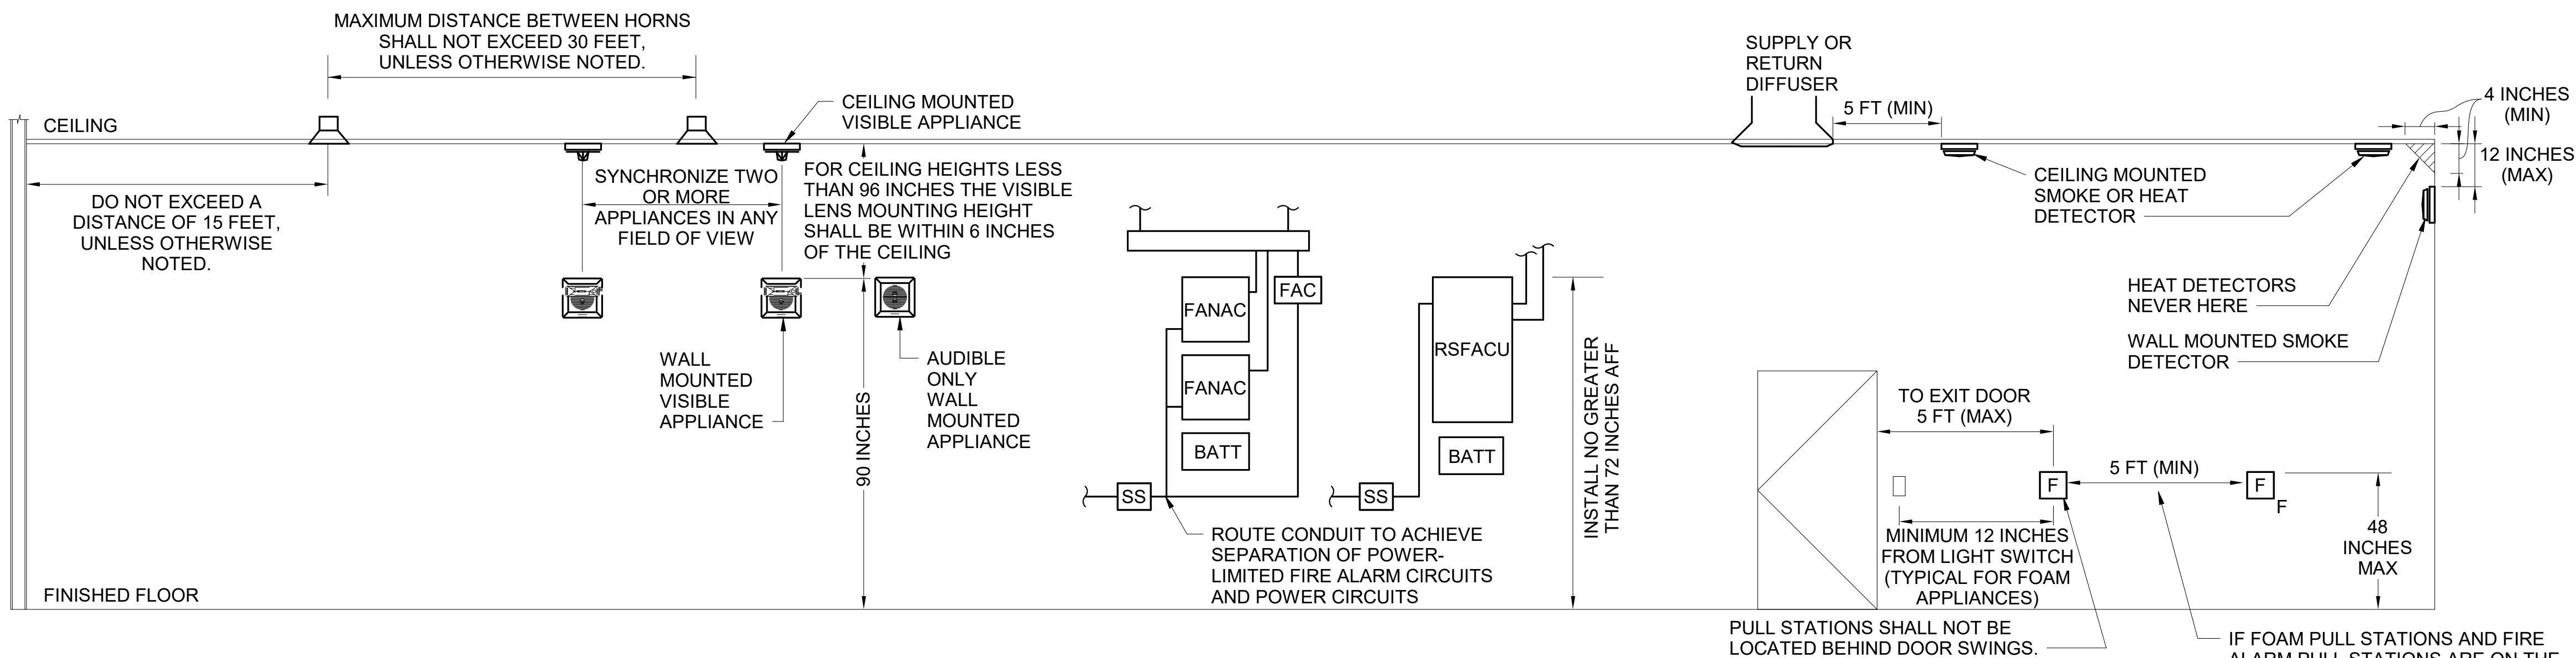 MAXIMUM DISTANCE BETWEEN HORNS
SHALL NOT EXCEED 30 FEET,
UNLESS OTHERWISE NOTED.
CEILING
CEILING MOUNTED
VISIBLE APPLIANCE
DO NOT EXCEED A
DISTANCE OF 15 FEET,
UNLESS OTHERWISE
NOTED.
SYNCHRONIZE TWO
OR MORE
APPLIANCES IN ANY
FIELD OF VIEW
FOR CEILING HEIGHTS LESS
THAN 96 INCHES THE VISIBLE
LENS MOUNTING HEIGHT
SHALL BE WITHIN 6 INCHES
OF THE CEILING
WALL
MOUNTED
VISIBLE
APPLIANCE
90 INCHES
AUDIBLE
ONLY
WALL
MOUNTED
APPLIANCE
FANAC
FAC
FANAC
BATT
SS
RSFACU
BATT
SS
ROUTE CONDUIT TO ACHIEVE
SEPARATION OF POWER-
LIMITED FIRE ALARM CIRCUITS
AND POWER CIRCUITS
INSTALL NO GREATER
THAN 72 INCHES AFF
SUPPLY OR
RETURN
DIFFUSER
5 FT (MIN)
4 INCHES
(MIN)
12 INCHES
(MAX)
CEILING MOUNTED
SMOKE OR HEAT
DETECTOR
HEAT DETECTORS
NEVER HERE
WALL MOUNTED SMOKE
DETECTOR
TO EXIT DOOR
5 FT (MAX)
F
5 FT (MIN)
F
F
48
INCHES
MAX
MINIMUM 12 INCHES
FROM LIGHT SWITCH
(TYPICAL FOR FOAM
APPLIANCES)
FINISHED FLOOR
PULL STATIONS SHALL NOT BE
LOCATED BEHIND DOOR SWINGS.
IF FOAM PULL STATIONS AND FIRE
ALARM PULL STATIONS ARE ON THE